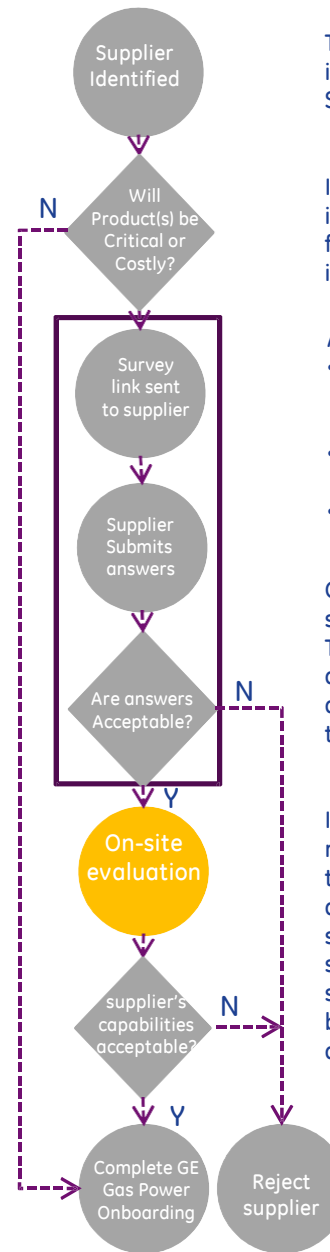 Supplier
Identified
Will
Product(s) be
Critical or
Costly?
N
Survey
link sent
to supplier
Supplier
Submits
answers
Are answers
Acceptable?
N
Y
On-site
evaluation
supplier's
capabilities
acceptable?
N
Y
Complete GE
Gas Power
Onboarding
Reject
supplier